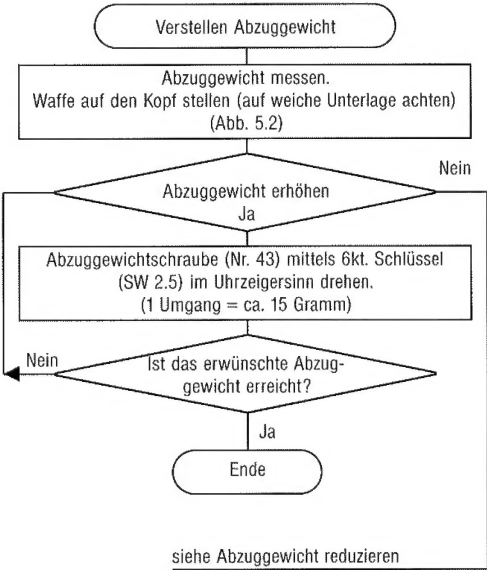 Verstellen Abzuggewicht
Abzuggewicht messen.
Waffe auf den Kopf stellen (auf weiche Unterlage achten)
(Abb. 5.2)
Nein
Abzuggewicht erhöhen
Ja
Abzuggewichtschraube (Nr. 43) mittels 6kt. Schlüssel
(SW 2.5) im Uhrzeigersinn drehen.
(1 Umgang = ca. 15 Gramm)
Nein
Ist das erwünschte Abzug-
gewicht erreicht?
Ja
Ende
siehe Abzuggewicht reduzieren